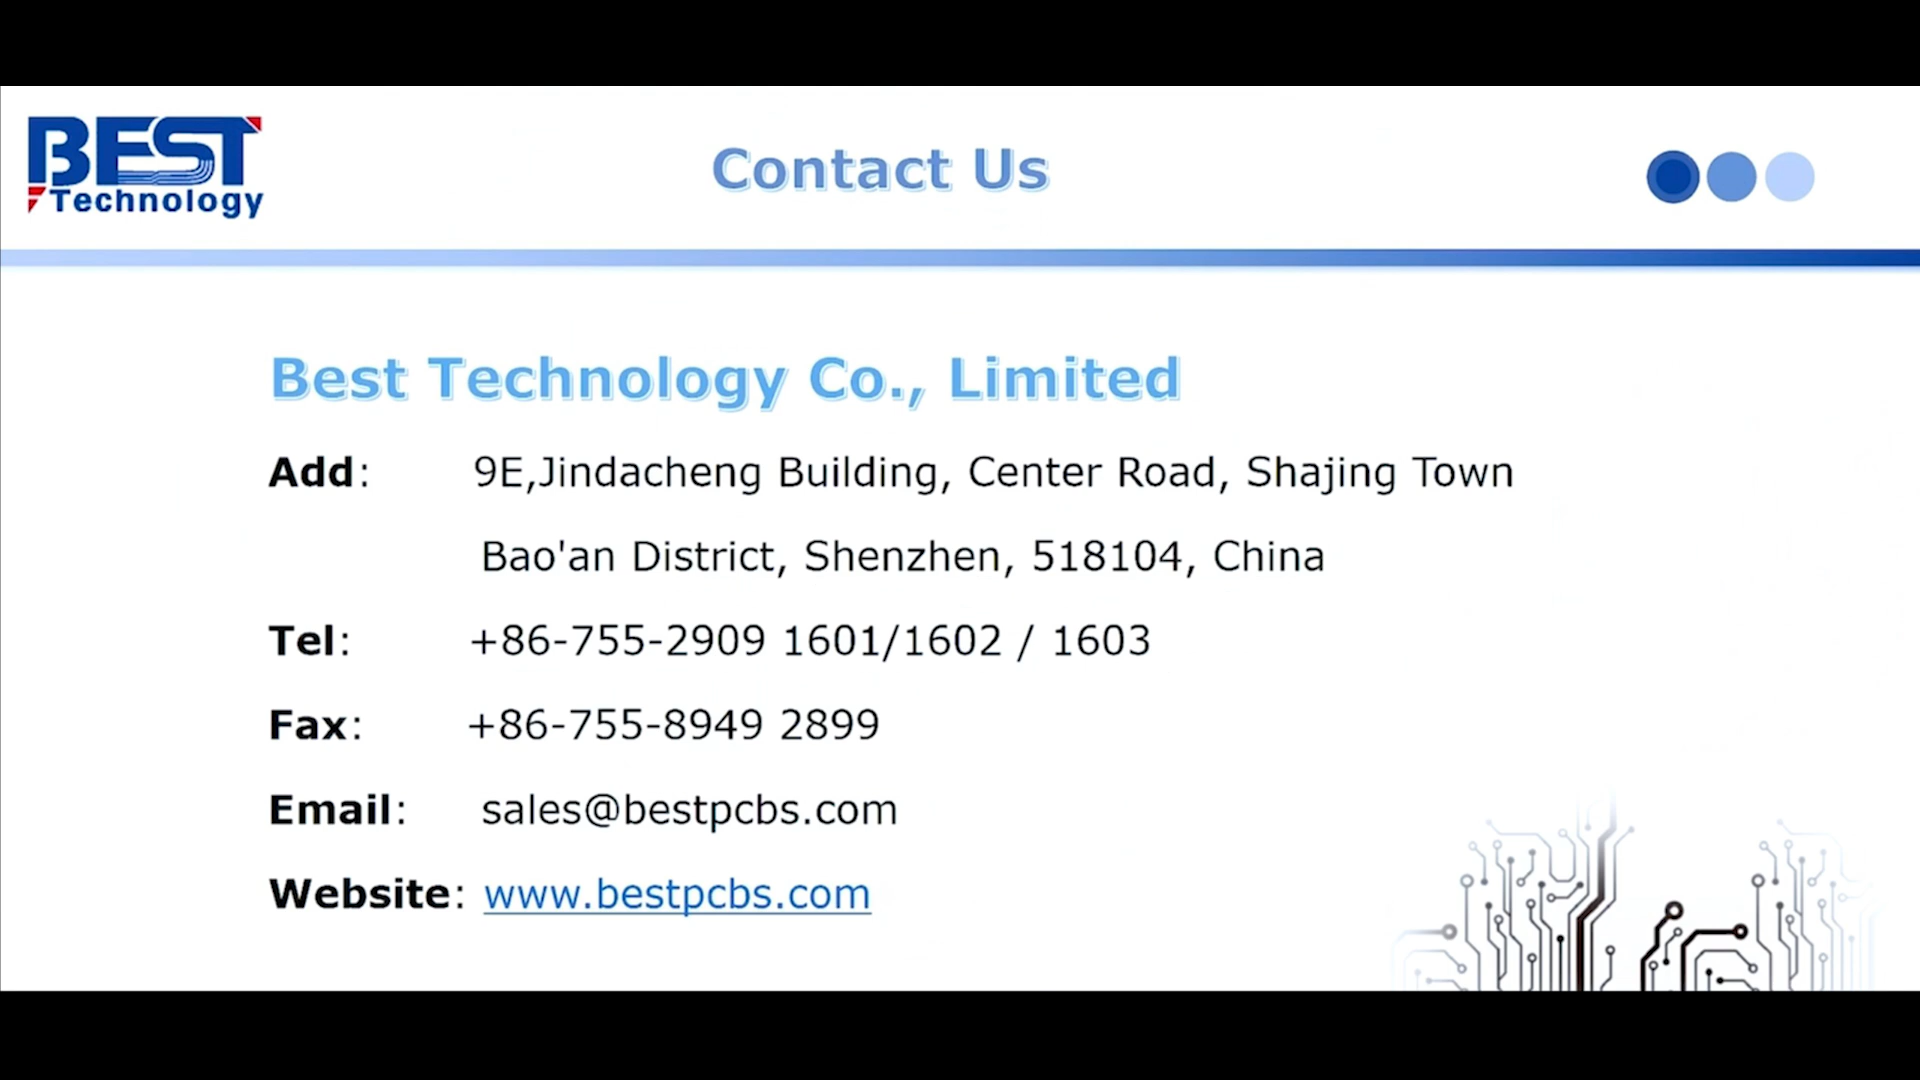 BEST
Technology
Contact Us
Best Technology Co., Limited
Add: 9E,Jindacheng Building, Center Road, Shajing Town
Bao'an District, Shenzhen, 518104, China
Tel: +86-755-2909 1601/1602 / 1603
Fax: +86-755-8949 2899
Email: sales@bestpcbs.com
Website: www.bestpcbs.com